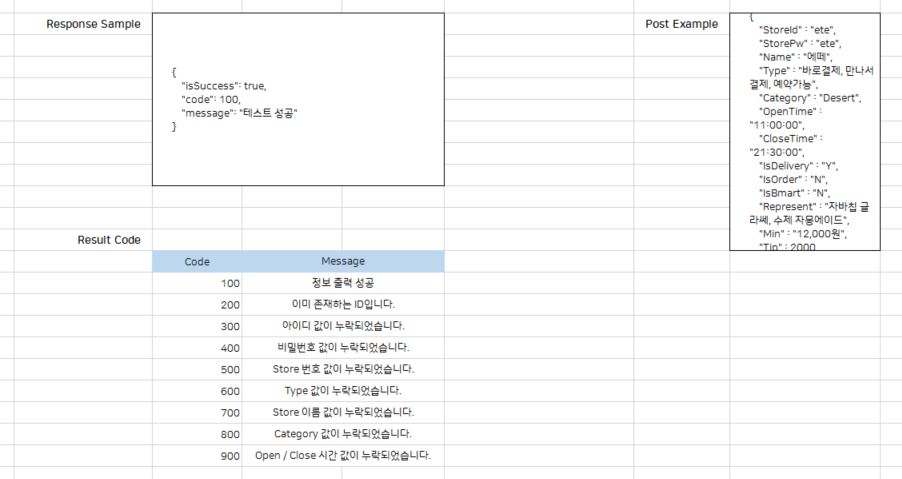 Response Sample
{
"isSuccess": true,
"code": 100,
"message": "테스트 성공"
}
Post Example
{
"StoreId" : "ete",
"StorePw" : "ete",
"Name" : "에떼",
"Type" : "바로결제, 만나서
결제, 예약가능",
"Category" : "Desert",
"OpenTime" :
"11:00:00",
"CloseTime" :
"21:30:00",
"IsDelivery" : "Y",
"IsOrder" : "N",
"IsBmart" : "N",
"Represent" : "자바칩 글
라쎄, 수제 자몽에이드",
"Min" : "12,000원",
"Tip" : 2000
Result Code
Code Message
100 정보 출력 성공
200 이미 존재하는 ID입니다.
300 아이디 값이 누락되었습니다.
400 비밀번호 값이 누락되었습니다.
500 Store 번호 값이 누락되었습니다.
600 Type 값이 누락되었습니다.
700 Store 이름 값이 누락되었습니다.
800 Category 값이 누락되었습니다.
900 Open / Close 시간 값이 누락되었습니다.